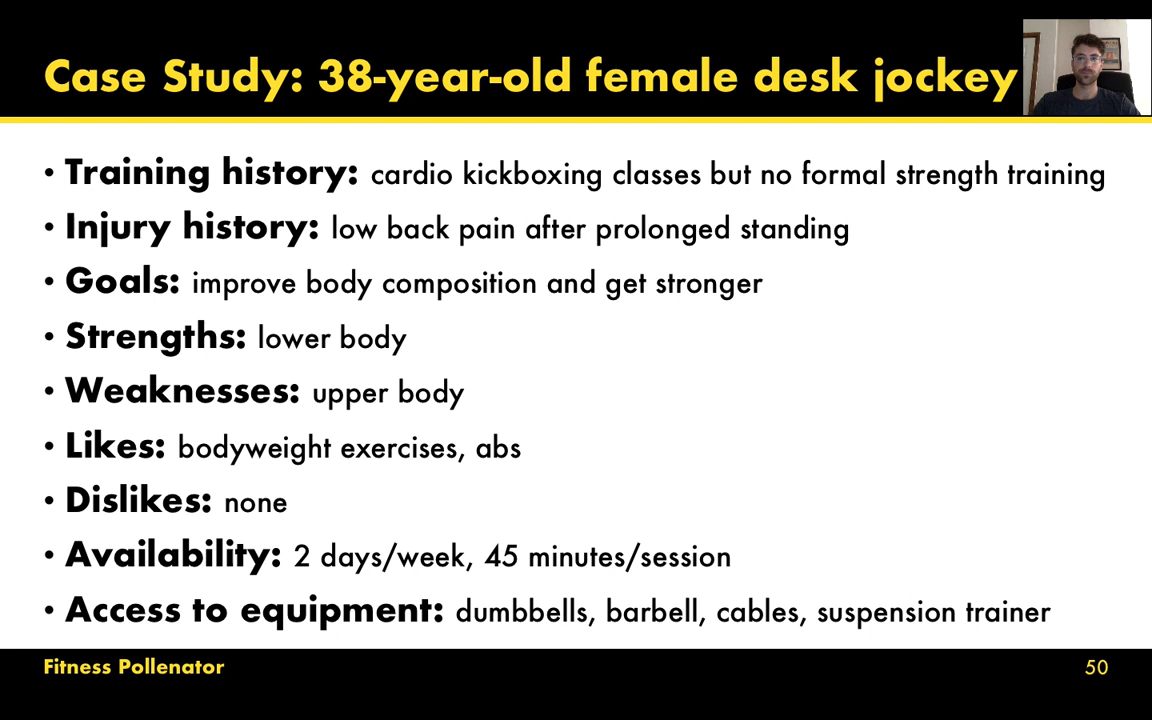 Case Study: 38-year-old female desk jockey
• Training history: cardio kickboxing classes but no formal strength training
• Injury history: low back pain after prolonged standing
• Goals: improve body composition and get stronger
• Strengths: lower body
• Weaknesses: upper body
• Likes: bodyweight exercises, abs
• Dislikes: none
• Availability: 2 days/week, 45 minutes/session
• Access to equipment: dumbbells, barbell, cables, suspension trainer
Fitness Pollenator
50